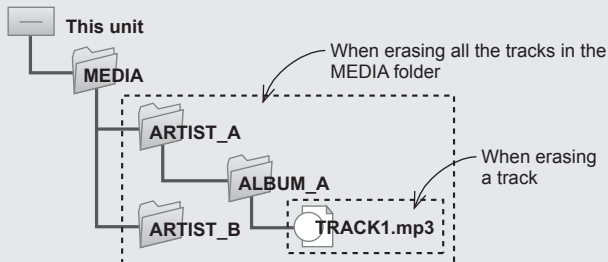 This unit
When erasing all the tracks in the
MEDIA folder
MEDIA
ARTIST_A
When erasing
a track
ALBUM_A
TRACK1.mp3
ARTIST_B